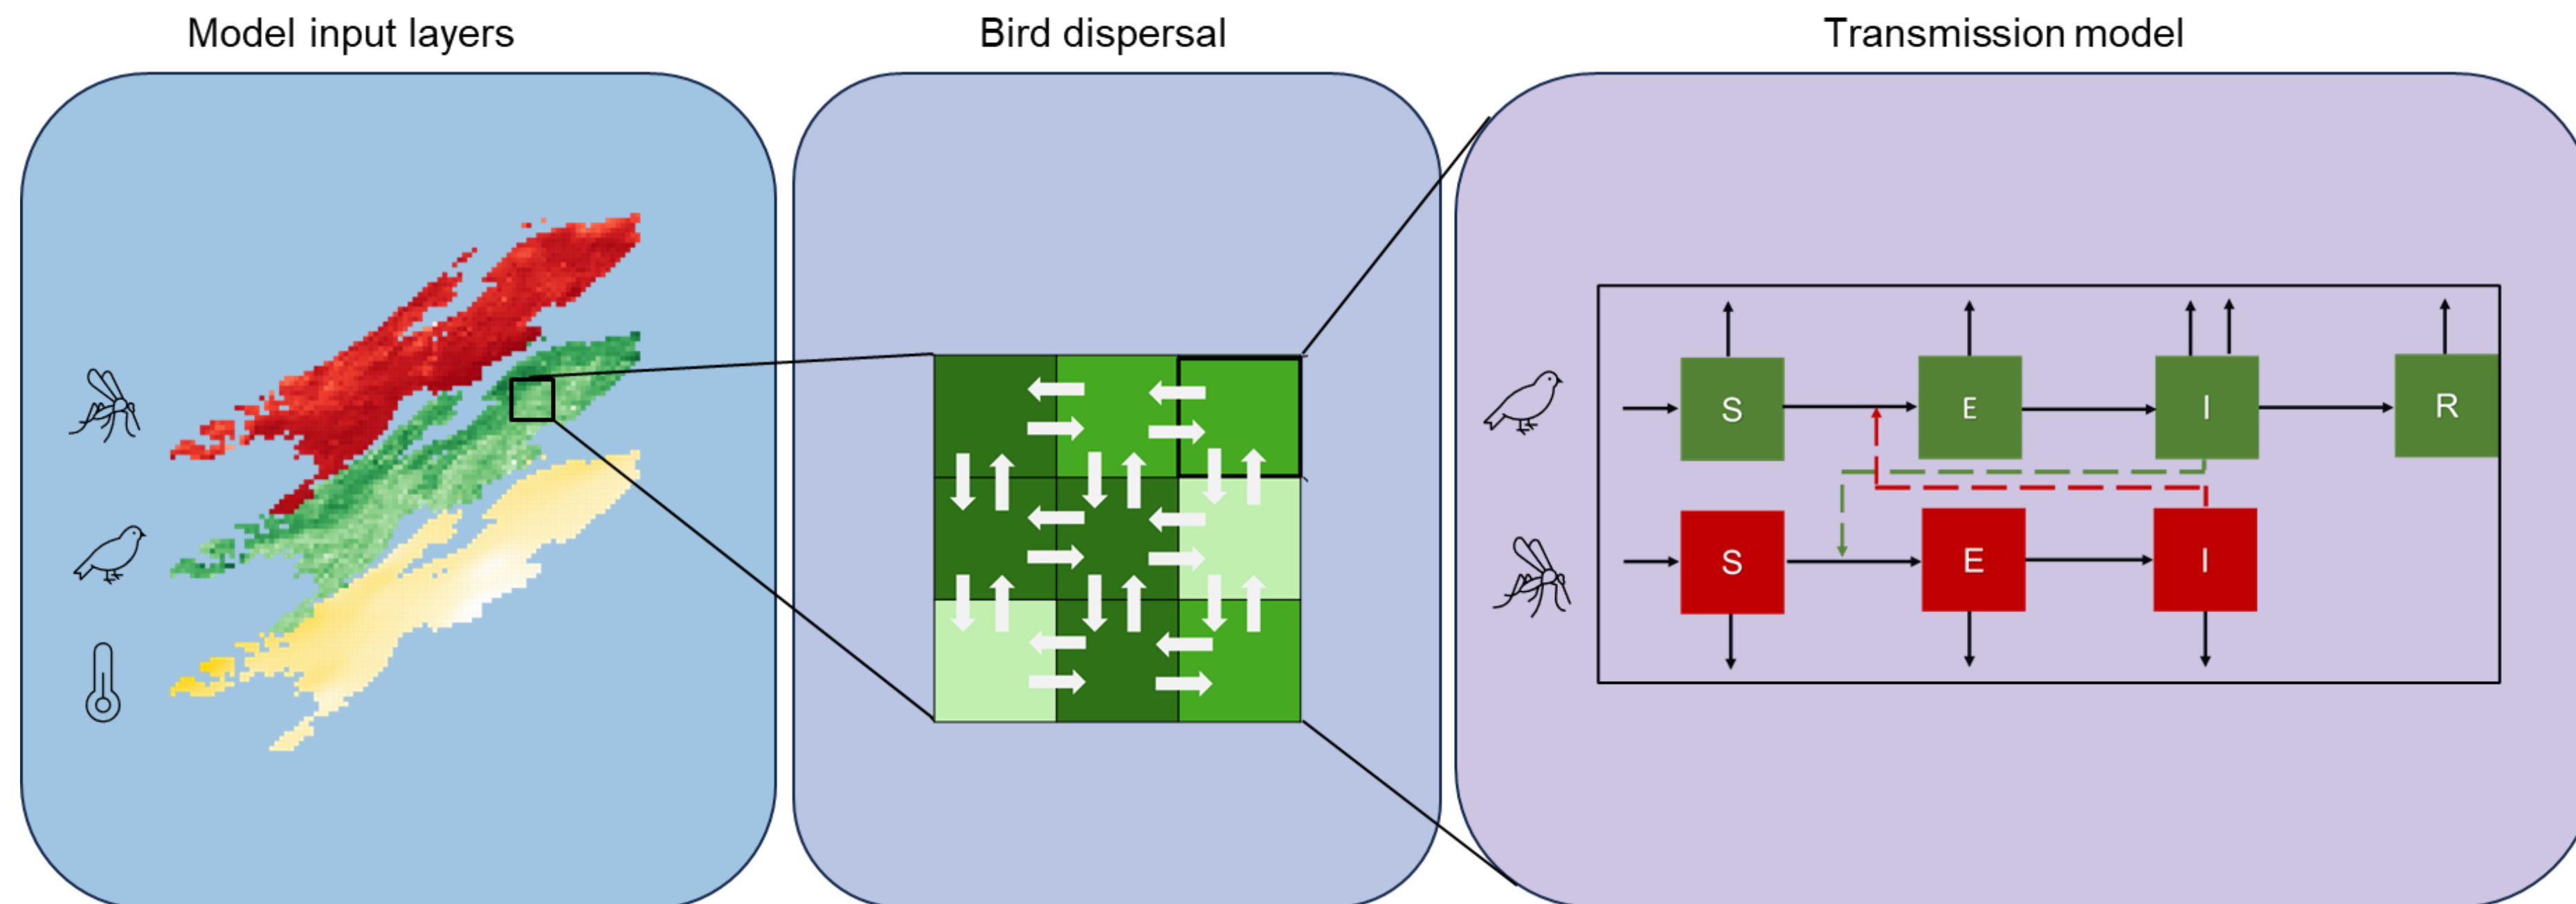 Model input layers
Bird dispersal
Transmission model
S E I R
S E I